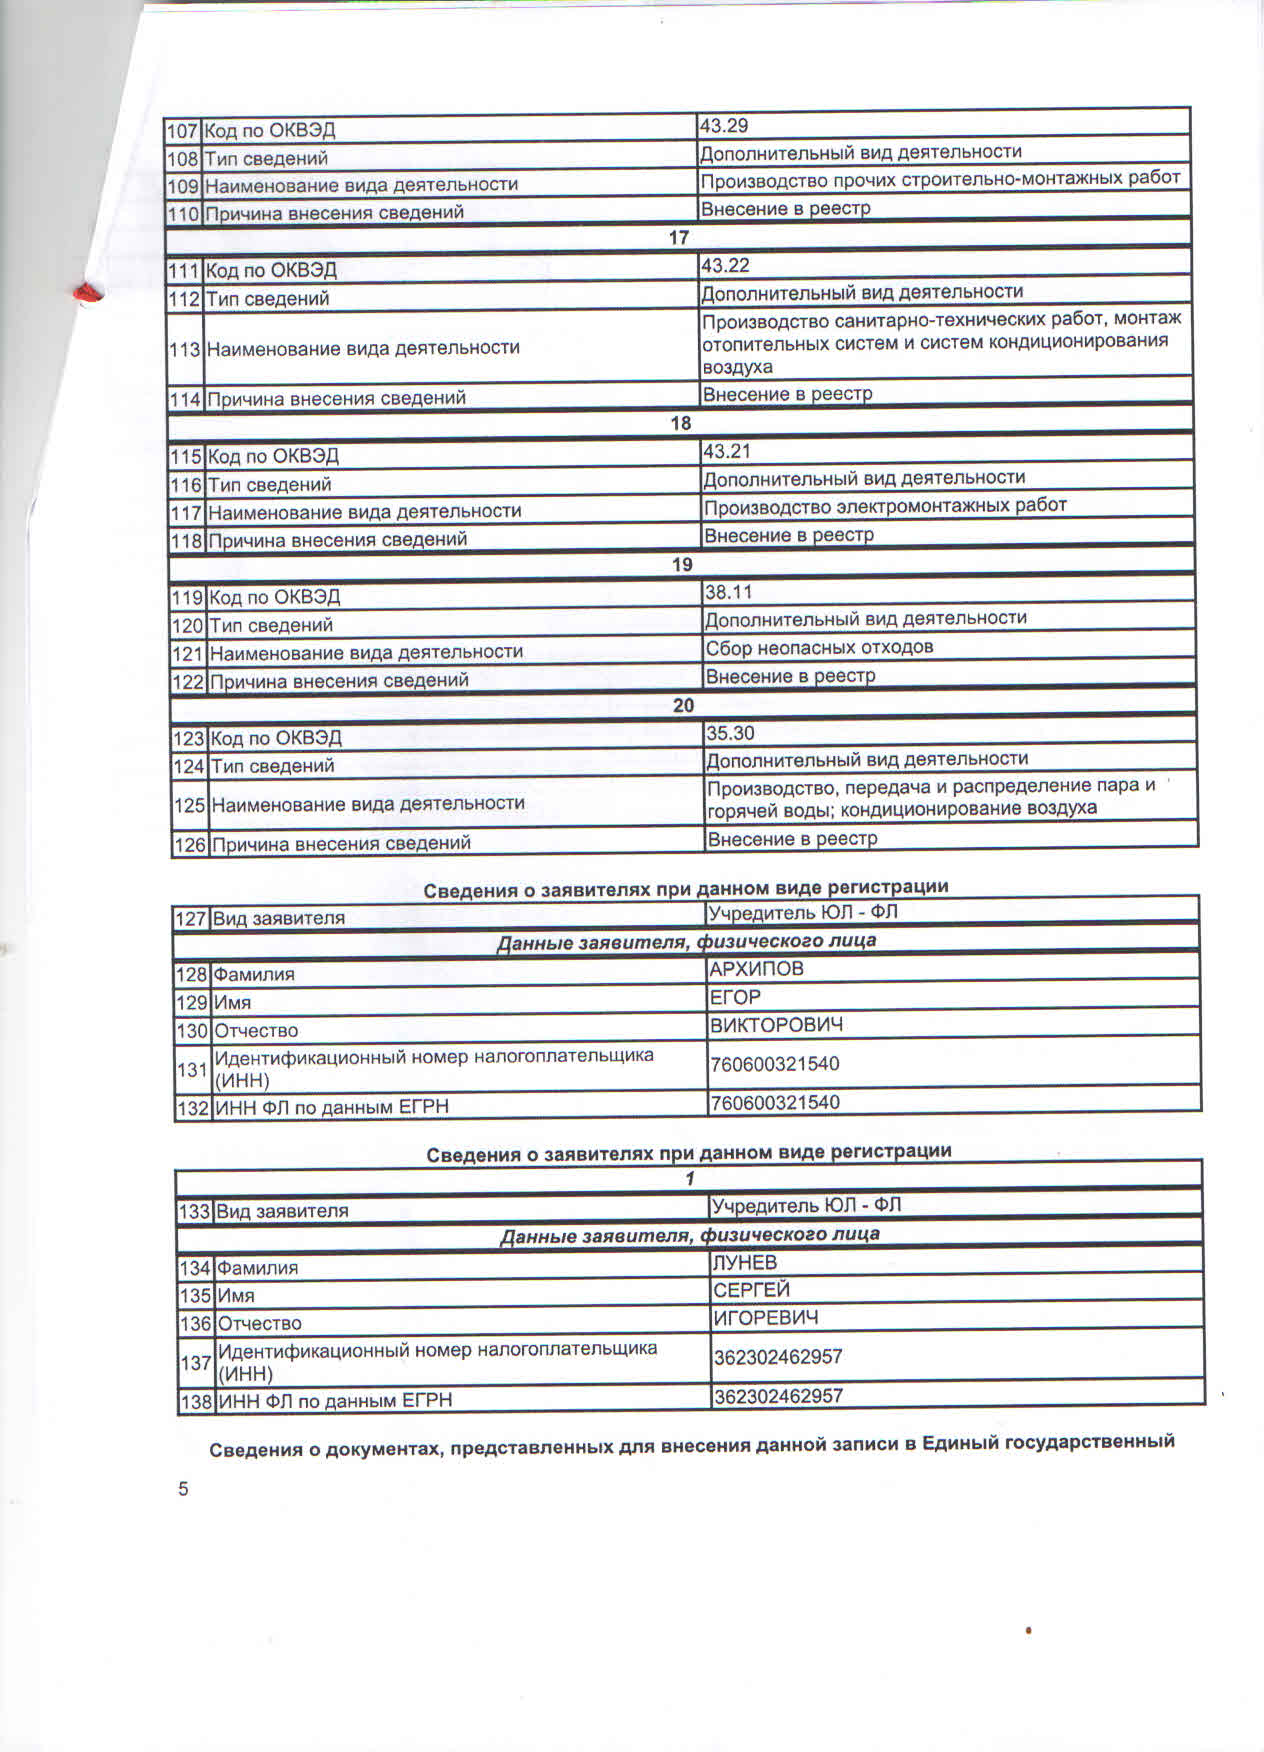 107 Код по ОКВЭД 43.29
108 Тип сведений Дополнительный вид деятельности
109 Наименование вида деятельности Производство прочих строительно-монтажных работ
110 Причина внесения сведений Внесение в реестр
17
111 Код по ОКВЭД 43.22
112 Тип сведений Дополнительный вид деятельности
113 Наименование вида деятельности Производство санитарно-технических работ, монтаж
отопительных систем и систем кондиционирования
воздуха
114 Причина внесения сведений Внесение в реестр
18
115 Код по ОКВЭД 43.21
116 Тип сведений Дополнительный вид деятельности
117 Наименование вида деятельности Производство электромонтажных работ
118 Причина внесения сведений Внесение в реестр
19
119 Код по ОКВЭД 38.11
120 Тип сведений Дополнительный вид деятельности
121 Наименование вида деятельности Сбор неопасных отходов
122 Причина внесения сведений Внесение в реестр
20
123 Код по ОКВЭД 35.30
124 Тип сведений Дополнительный вид деятельности
125 Наименование вида деятельности Производство, передача и распределение пара и
горячей воды; кондиционирование воздуха
126 Причина внесения сведений Внесение в реестр
Сведения о заявителях при данном виде регистрации
127 Вид заявителя Учредитель ЮЛ - ФЛ
Данные заявителя, физического лица
128 Фамилия АРХИПОВ
129 Имя ЕГОР
130 Отчество ВИКТОРОВИЧ
131 Идентификационный номер налогоплательщика
(ИНН) 760600321540
132 ИНН ФЛ по данным ЕГРН 760600321540
Сведения о заявителях при данном виде регистрации
1
133 Вид заявителя Учредитель ЮЛ - ФЛ
Данные заявителя, физического лица
134 Фамилия ЛУНЕВ
135 Имя СЕРГЕЙ
136 Отчество ИГОРЕВИЧ
137 Идентификационный номер налогоплательщика
(ИНН) 362302462957
138 ИНН ФЛ по данным ЕГРН 362302462957
Сведения о документах, представленных для внесения данной записи в Единый государственный
5